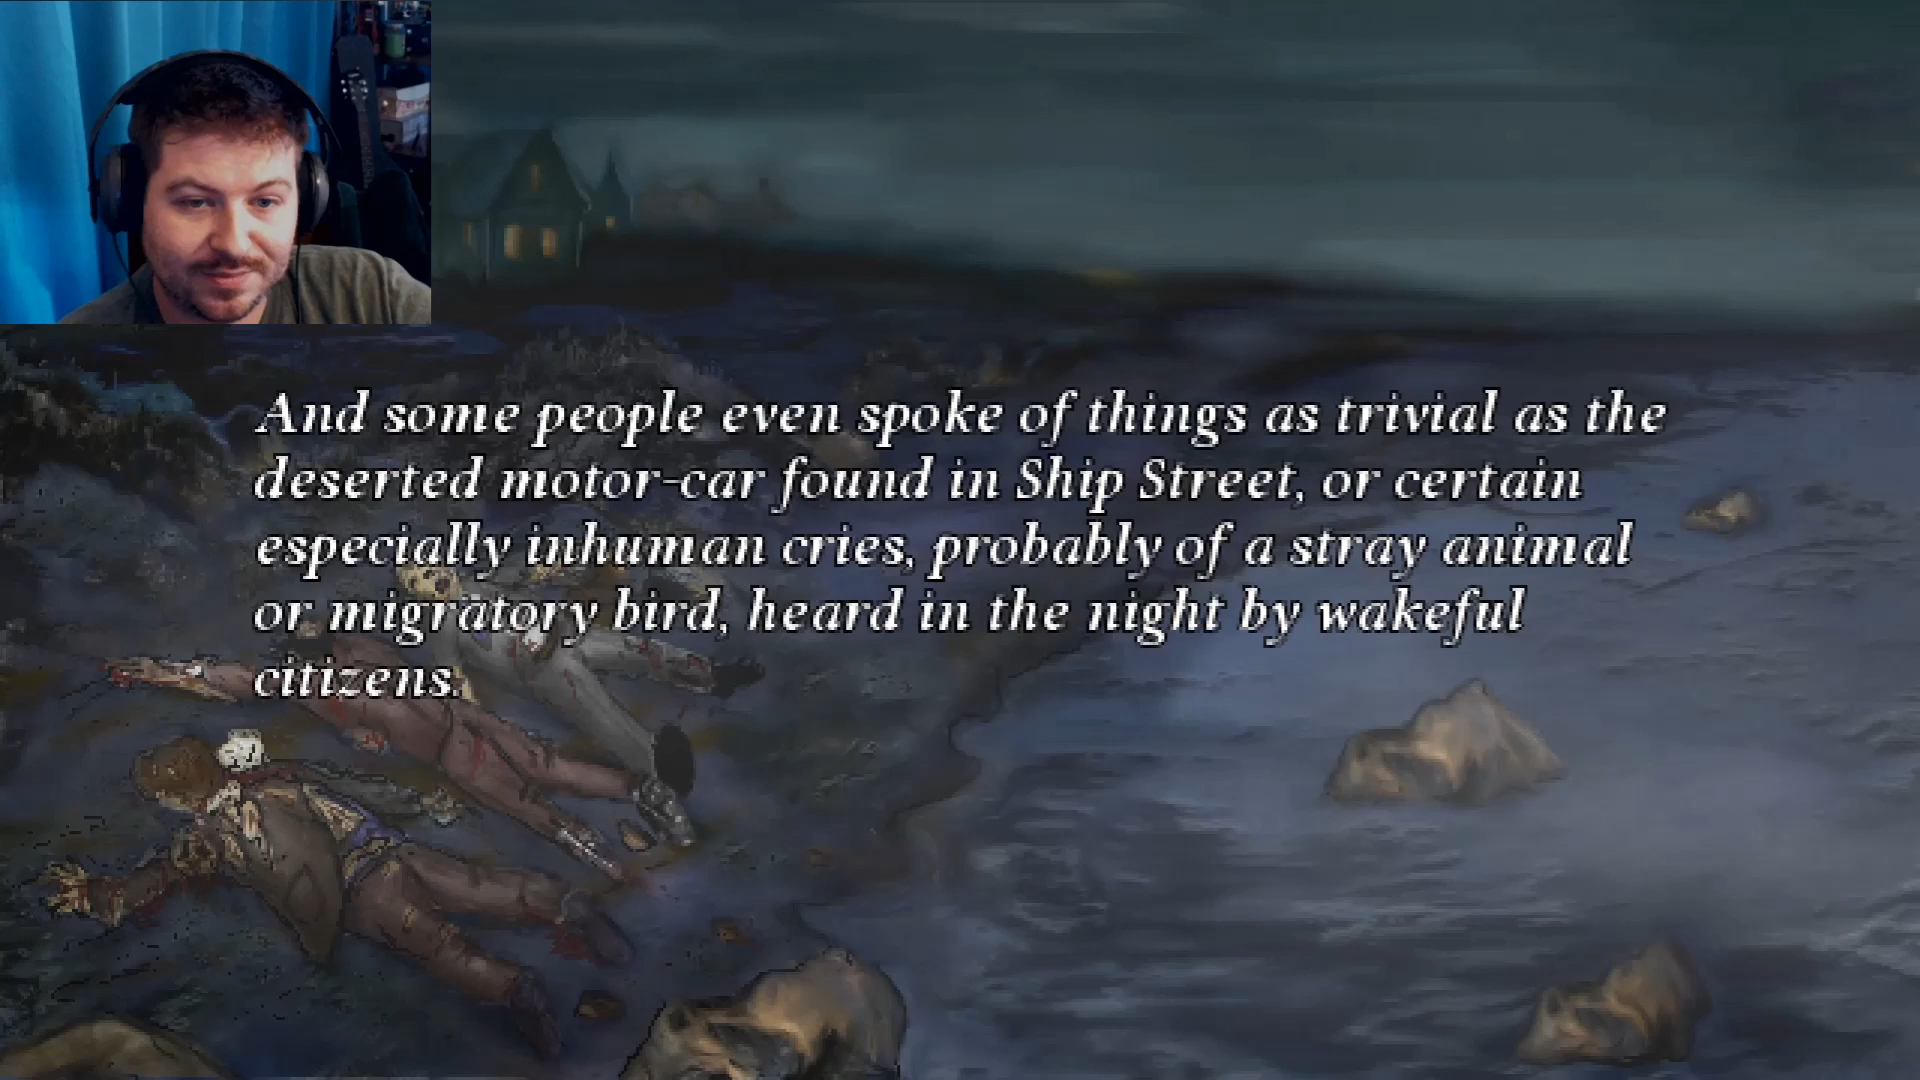 And some people even spoke of things as trivial as the
deserted motor-car found in Ship Street, or certain
especially inhuman cries, probably of a stray animal
or migratory bird, heard in the night by wakeful
citizens.